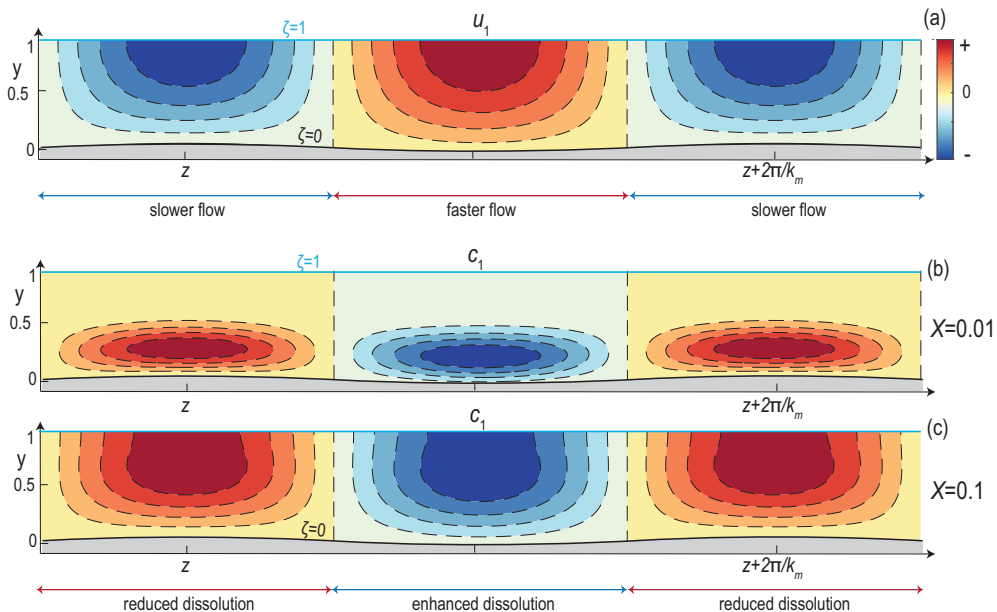 ζ=1 u₁ (a)
1 +
y
0.5 0
ζ=0
0 -
z z+2π/kₘ
slower flow faster flow slower flow
ζ=1 c₁ (b)
1
y
0.5 X=0.01
0
z z+2π/kₘ
c₁ (c)
1
y
0.5 X=0.1
ζ=0
0
z z+2π/kₘ
reduced dissolution enhanced dissolution reduced dissolution